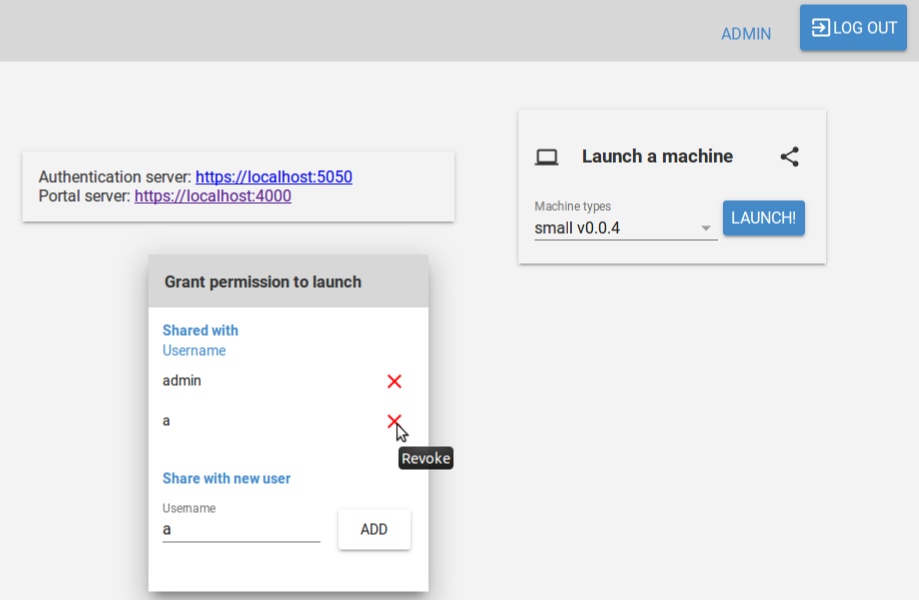 ADMIN
LOG OUT
Authentication server: https://localhost:5050
Portal server: https://localhost:4000
Launch a machine
Machine types
small v0.0.4
LAUNCH!
Grant permission to launch
Shared with
Username
admin
a
Revoke
Share with new user
Username
a
ADD